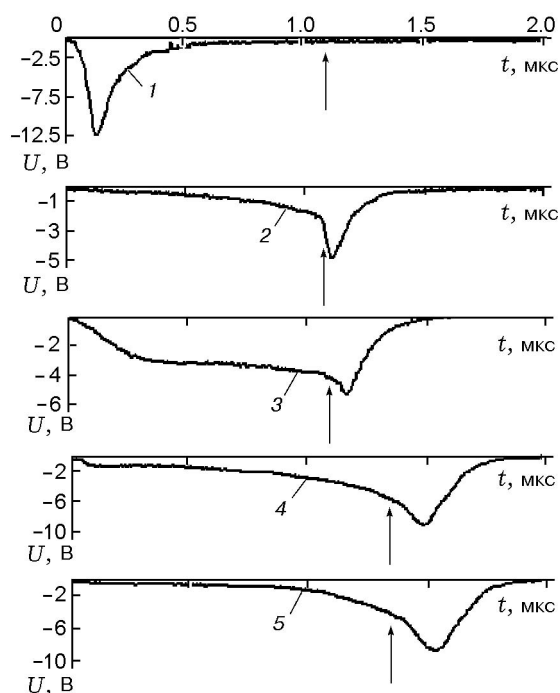 0 0.5 1.0 1.5 2.0
-2.5 t, мкс
-7.5 1
-12.5
U, В
-1 t, мкс
-3 2
-5
U, В
-2 t, мкс
-4 3
-6
U, В
-2 t, мкс
-6 4
-10
U, В
-2 t, мкс
-6 5
-10
U, В